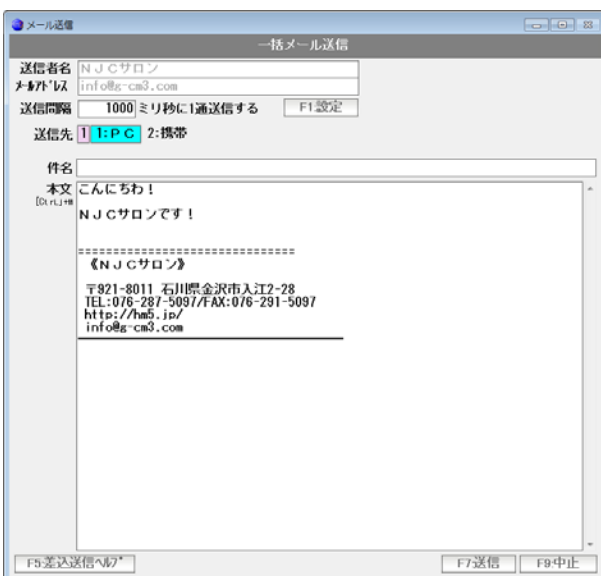 メール送信
一括メール送信
送信者名 NJCサロン
メールアドレス info@g-cm3.com
送信間隔 1000 ミリ秒に1通送信する F1:設定
送信先 1 1:PC 2:携帯
件名
本文 こんにちわ！
[CtrL]+
NJCサロンです！
===============================
《NJCサロン》
〒921-8011 石川県金沢市入江2-28
TEL:076-287-5097/FAX:076-291-5097
http://hm5.jp/
info@g-cm3.com
F5:差込送信ヘルプ F7:送信 F9:中止